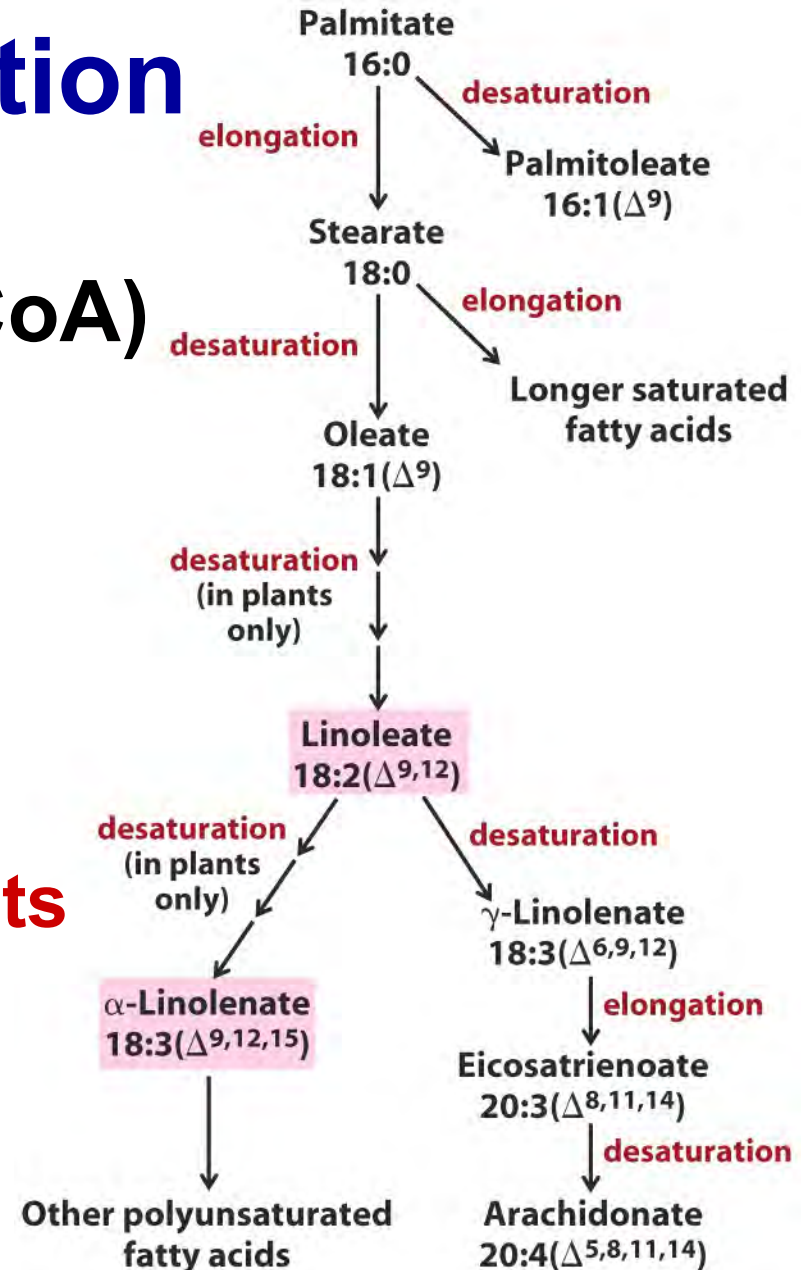 Palmitate
16:0
tion
desaturation
elongation
Palmitoleate
16:1(Δ⁹)
Stearate
18:0
elongation
CoA)
desaturation
Longer saturated
fatty acids
Oleate
18:1(Δ⁹)
desaturation
(in plants
only)
Linoleate
18:2(Δ⁹,¹²)
desaturation
(in plants
only)
desaturation
ts
γ-Linolenate
18:3(Δ⁶,⁹,¹²)
α-Linolenate
18:3(Δ⁹,¹²,¹⁵)
elongation
Eicosatrienoate
20:3(Δ⁸,¹¹,¹⁴)
desaturation
Other polyunsaturated
fatty acids
Arachidonate
20:4(Δ⁵,⁸,¹¹,¹⁴)